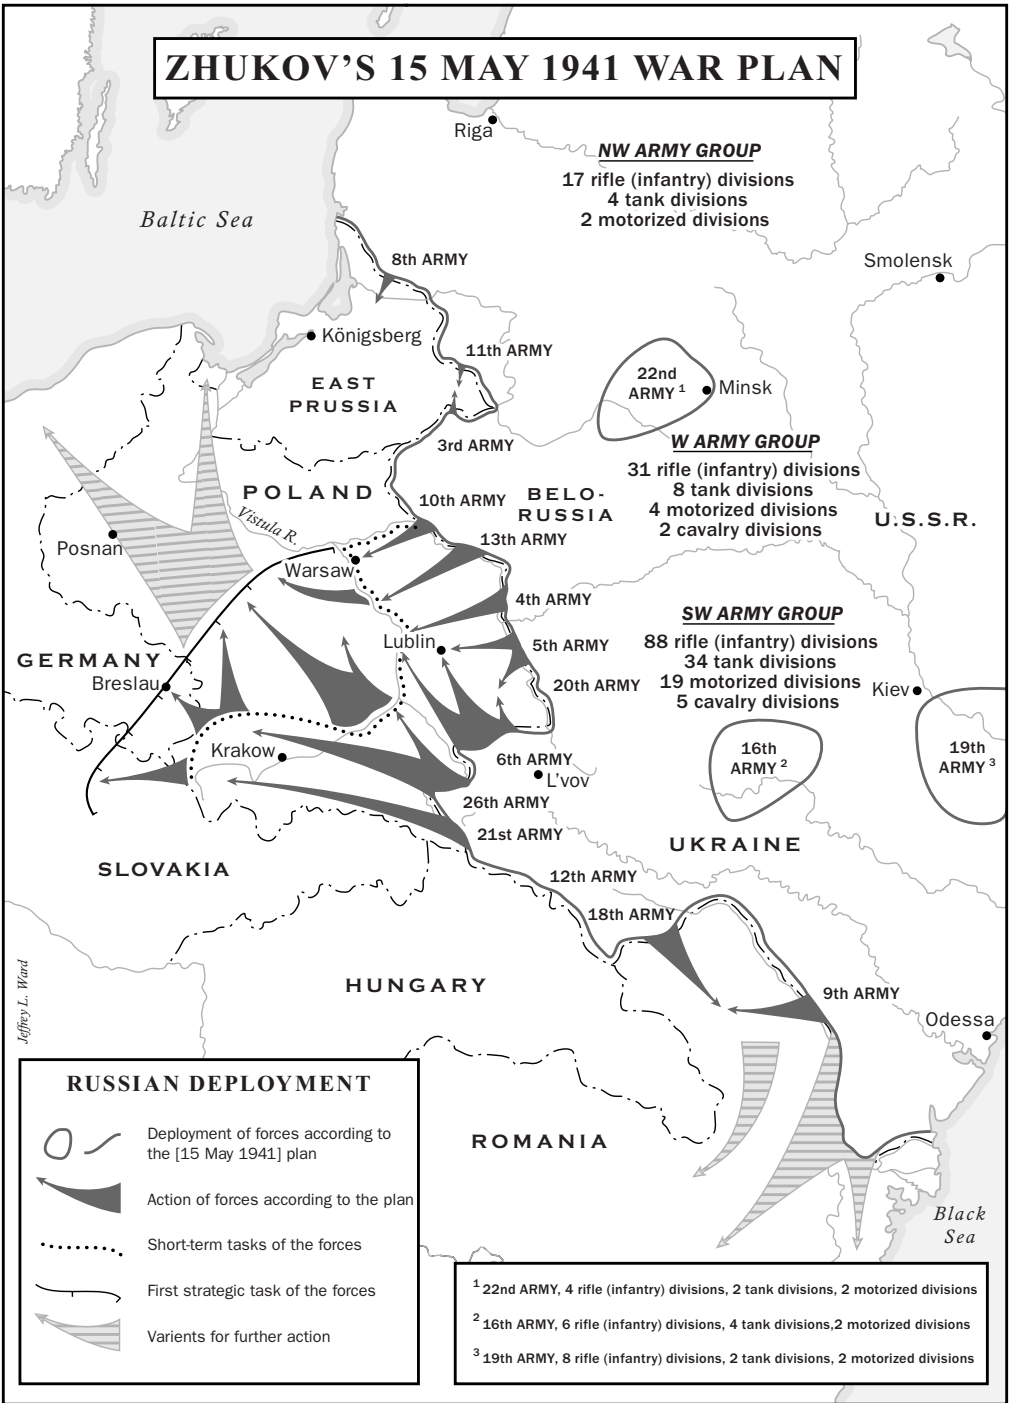 ZHUKOV'S 15 MAY 1941 WAR PLAN
Riga
NW ARMY GROUP
17 rifle (infantry) divisions
4 tank divisions
2 motorized divisions
Baltic Sea
8th ARMY
Smolensk
Königsberg
11th ARMY
EAST
PRUSSIA
22nd
ARMY 1
Minsk
3rd ARMY
W ARMY GROUP
31 rifle (infantry) divisions
8 tank divisions
4 motorized divisions
2 cavalry divisions
POLAND
10th ARMY
BELO-
RUSSIA
Vistula R.
U.S.S.R.
13th ARMY
Posnan
Warsaw
4th ARMY
SW ARMY GROUP
88 rifle (infantry) divisions
34 tank divisions
19 motorized divisions
5 cavalry divisions
Lublin
5th ARMY
GERMANY
Breslau
20th ARMY
Kiev
Krakow
6th ARMY
L'vov
16th
ARMY 2
19th
ARMY 3
26th ARMY
21st ARMY
UKRAINE
SLOVAKIA
12th ARMY
18th ARMY
HUNGARY
9th ARMY
Odessa
Jeffrey L. Ward
ROMANIA
Black
Sea
RUSSIAN DEPLOYMENT
Deployment of forces according to
the [15 May 1941] plan
Action of forces according to the plan
Short-term tasks of the forces
First strategic task of the forces
Varients for further action
1 22nd ARMY, 4 rifle (infantry) divisions, 2 tank divisions, 2 motorized divisions
2 16th ARMY, 6 rifle (infantry) divisions, 4 tank divisions,2 motorized divisions
3 19th ARMY, 8 rifle (infantry) divisions, 2 tank divisions, 2 motorized divisions